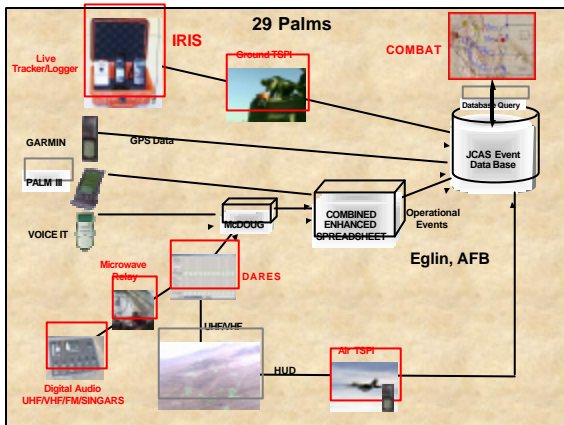 29 Palms
IRIS
Live
Tracker/Logger
Ground TSPI
COMBAT
Database Query
GARMIN
GPS Data
JCAS Event
Data Base
PALM III
VOICE IT
McDOUG
COMBINED
ENHANCED
SPREADSHEET
Operational
Events
Eglin, AFB
Microwave
Relay
DARES
UHF/VHF
HUD
Air TSPI
Digital Audio
UHF/VHF/FM/SINGARS